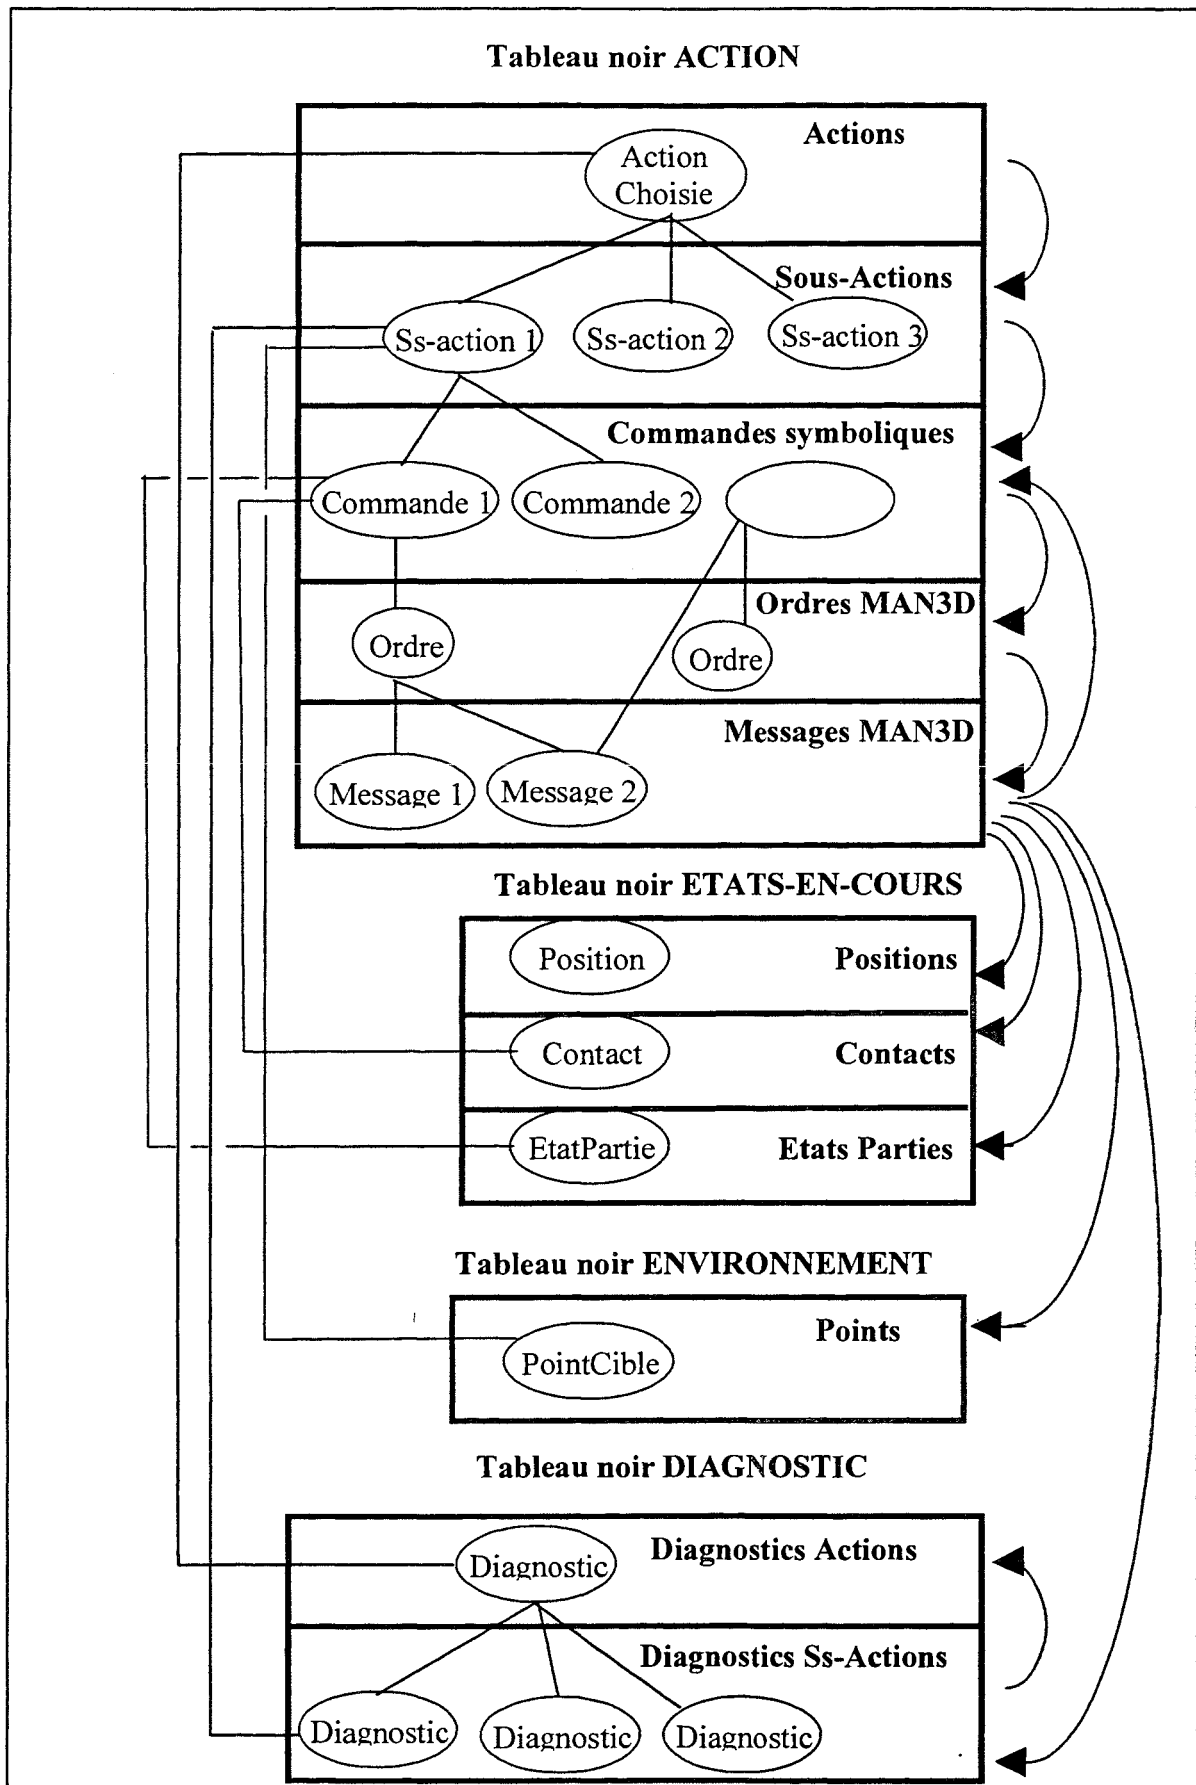 Tableau noir ACTION
Actions
Action
Choisie
Sous-Actions
Ss-action 1
Ss-action 2
Ss-action 3
Commandes symboliques
Commande 1
Commande 2
Ordres MAN3D
Ordre
Ordre
Messages MAN3D
Message 1
Message 2
Tableau noir ETATS-EN-COURS
Position
Positions
Contact
Contacts
EtatPartie
Etats Parties
Tableau noir ENVIRONNEMENT
Points
PointCible
Tableau noir DIAGNOSTIC
Diagnostic
Diagnostics Actions
Diagnostics Ss-Actions
Diagnostic
Diagnostic
Diagnostic